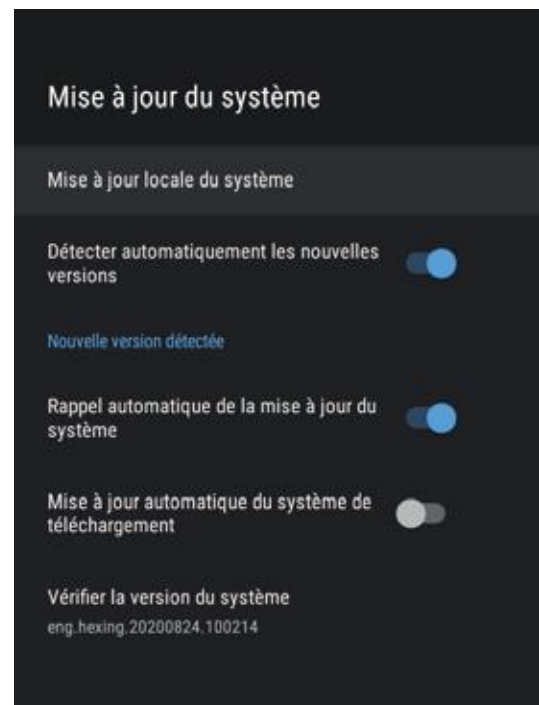 Mise à jour du système
Mise à jour locale du système
Détecter automatiquement les nouvelles
versions
Nouvelle version détectée
Rappel automatique de la mise à jour du
système
Mise à jour automatique du système de
téléchargement
Vérifier la version du système
eng.hexing.20200824.100214